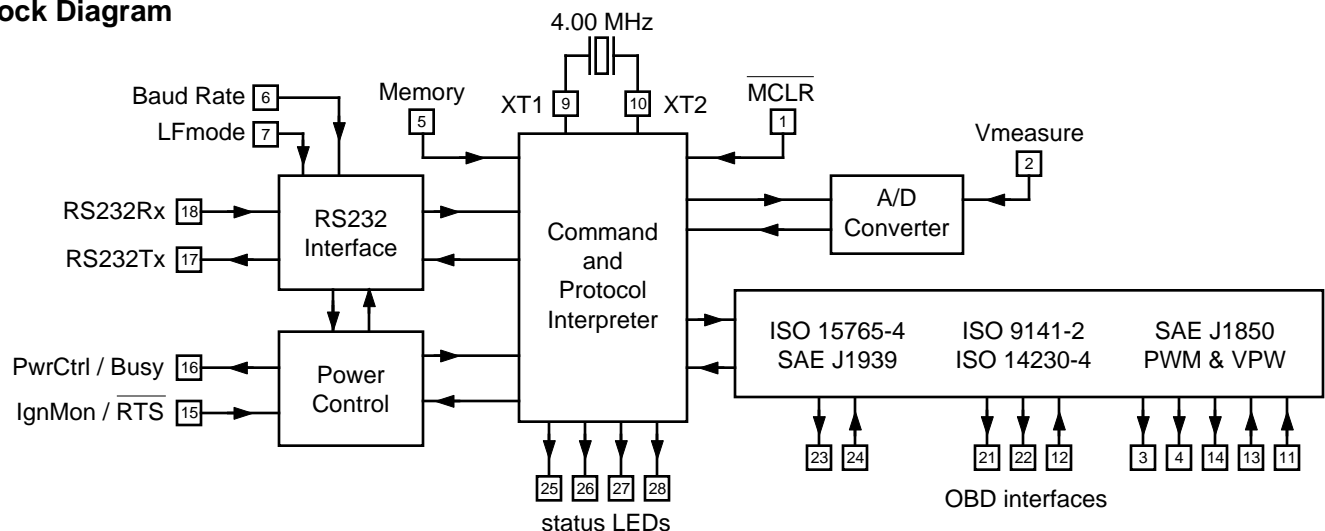 ock Diagram
4.00 MHz
Baud Rate 6
LFmode 7
Memory
5
XT1 9
10 XT2
MCLR
1
Vmeasure
2
RS232Rx 18
RS232Tx 17
RS232
Interface
Command
and
Protocol
Interpreter
A/D
Converter
PwrCtrl / Busy 16
IgnMon / RTS 15
Power
Control
ISO 15765-4
SAE J1939
ISO 9141-2
ISO 14230-4
SAE J1850
PWM & VPW
23 24 21 22 12 3 4 14 13 11
OBD interfaces
25 26 27 28
status LEDs